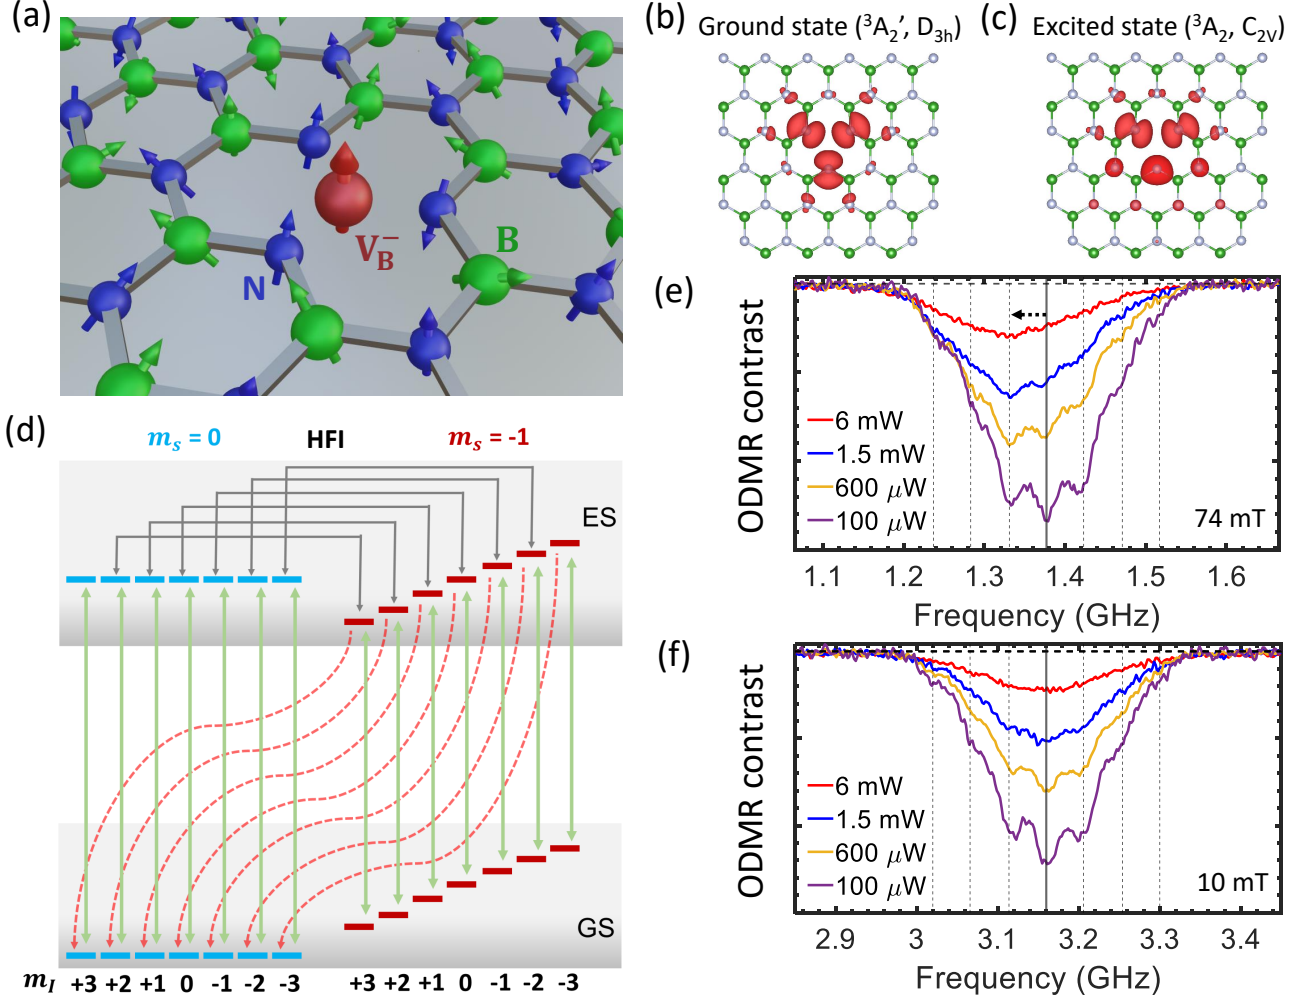 (a)
V_B^−
B
N
(b)
Ground state (³A₂′, D₃ₕ)
(c)
Excited state (³A₂, C₂ᵥ)
(d)
m_s = 0
HFI
m_s = -1
ES
GS
m_I
+3 +2 +1 0 -1 -2 -3
+3 +2 +1 0 -1 -2 -3
(e)
ODMR contrast
6 mW
1.5 mW
600 μW
100 μW
74 mT
1.1 1.2 1.3 1.4 1.5 1.6
Frequency (GHz)
(f)
ODMR contrast
6 mW
1.5 mW
600 μW
100 μW
10 mT
2.9 3 3.1 3.2 3.3 3.4
Frequency (GHz)